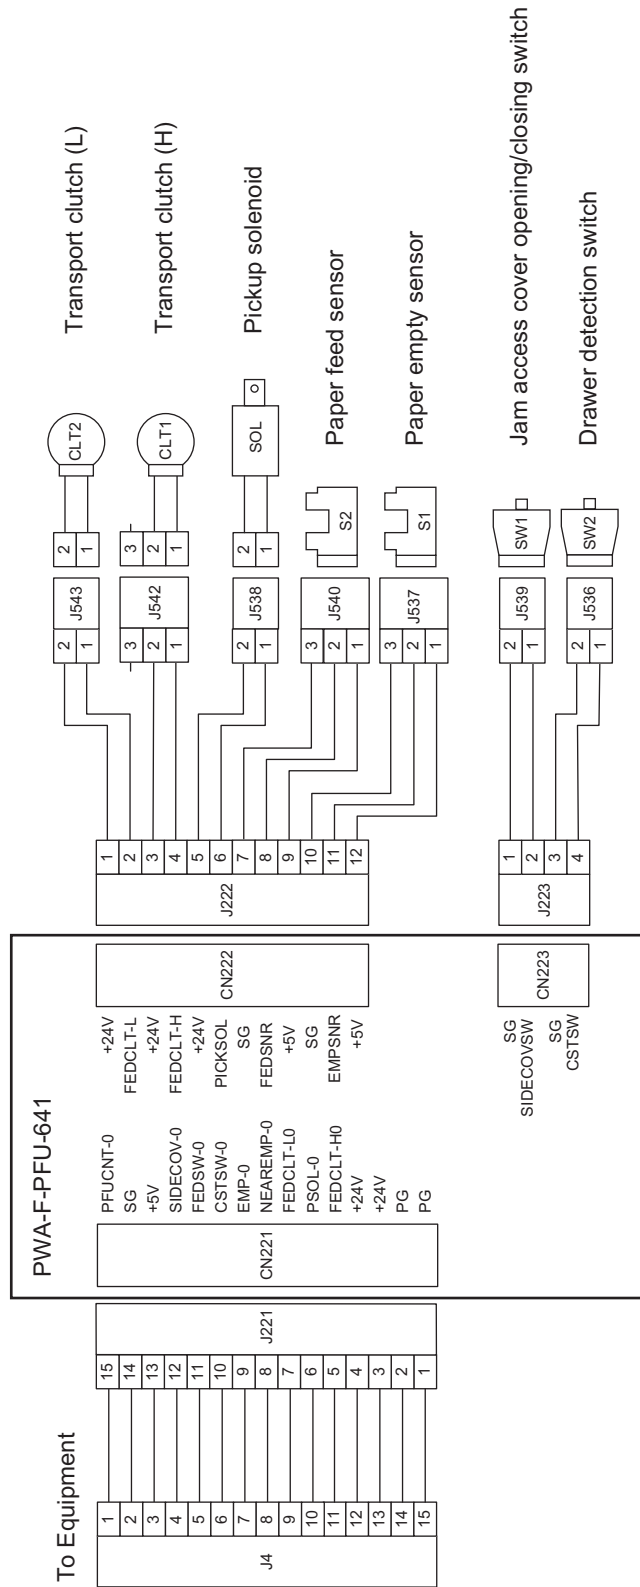 To Equipment
J4
1
2
3
4
5
6
7
8
9
10
11
12
13
14
15
15
14
13
12
11
10
9
8
7
6
5
4
3
2
1
J221
PWA-F-PFU-641
CN221
PFUCNT-0
SG
+5V
SIDECOV-0
FEDSW-0
CSTSW-0
EMP-0
NEAREMP-0
FEDCLT-L0
PSOL-0
FEDCLT-H0
+24V
+24V
PG
PG
+24V
FEDCLT-L
+24V
FEDCLT-H
+24V
PICKSOL
SG
FEDSNR
+5V
SG
EMPSNR
+5V
CN222
SG
SIDECOVSW
SG
CSTSW
CN223
J222
1
2
3
4
5
6
7
8
9
10
11
12
J223
1
2
3
4
2
1
J543
2
1
CLT2
Transport clutch (L)
3
2
1
J542
3
2
1
CLT1
Transport clutch (H)
2
1
J538
2
1
SOL
Pickup solenoid
3
2
1
J540
S2
Paper feed sensor
3
2
1
J537
S1
Paper empty sensor
2
1
J539
SW1
Jam access cover opening/closing switch
2
1
J536
SW2
Drawer detection switch